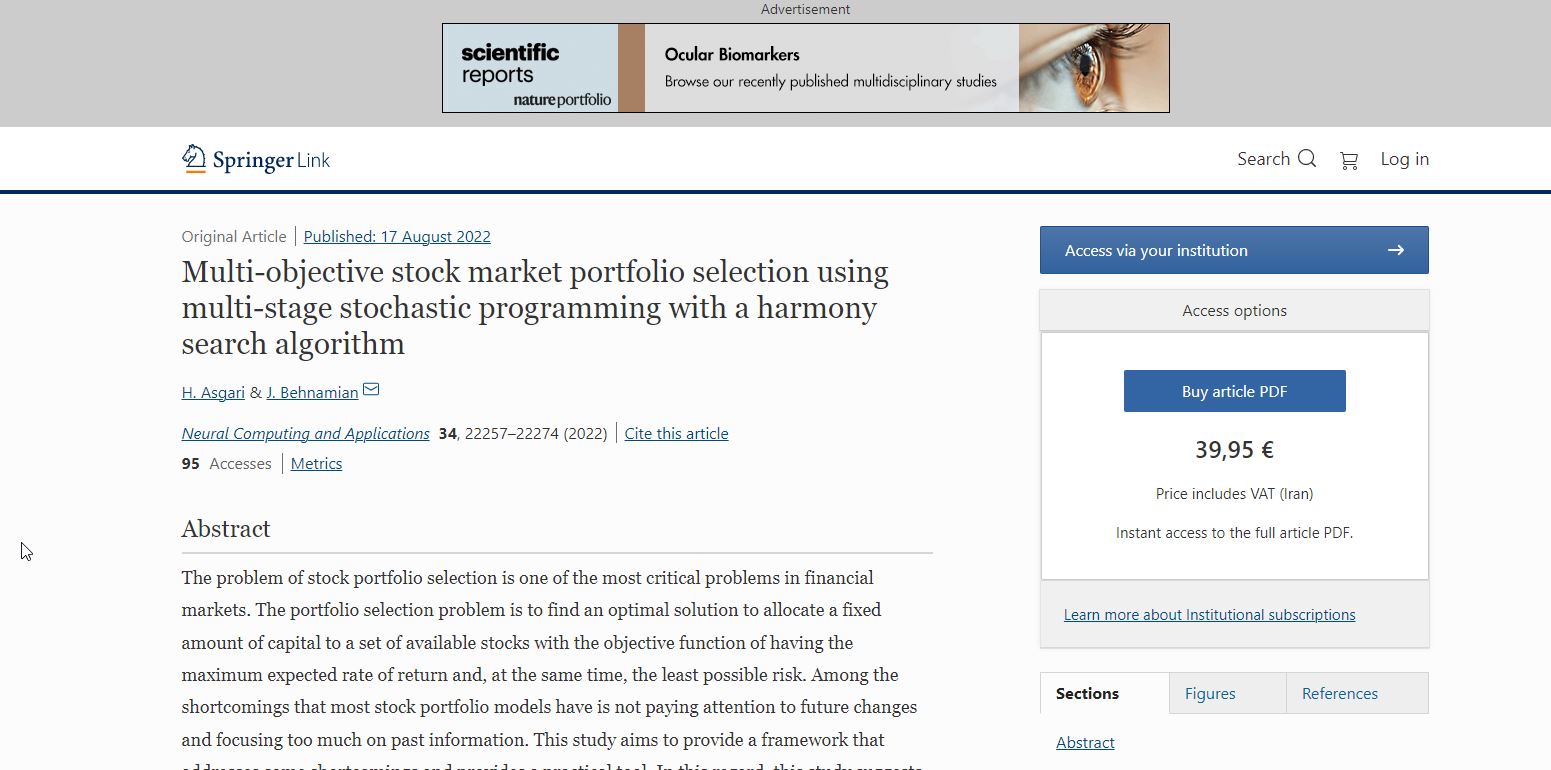 Advertisement
scientific
reports
natureportfolio
Ocular Biomarkers
Browse our recently published multidisciplinary studies
Springer Link
Search
Log in
Original Article | Published: 17 August 2022
Multi-objective stock market portfolio selection using
multi-stage stochastic programming with a harmony
search algorithm
H. Asgari & J. Behnamian
Neural Computing and Applications 34, 22257–22274 (2022) | Cite this article
95 Accesses | Metrics
Abstract
The problem of stock portfolio selection is one of the most critical problems in financial
markets. The portfolio selection problem is to find an optimal solution to allocate a fixed
amount of capital to a set of available stocks with the objective function of having the
maximum expected rate of return and, at the same time, the least possible risk. Among the
shortcomings that most stock portfolio models have is not paying attention to future changes
and focusing too much on past information. This study aims to provide a framework that
Access via your institution
Access options
Buy article PDF
39,95 €
Price includes VAT (Iran)
Instant access to the full article PDF.
Learn more about Institutional subscriptions
Sections
Figures
References
Abstract